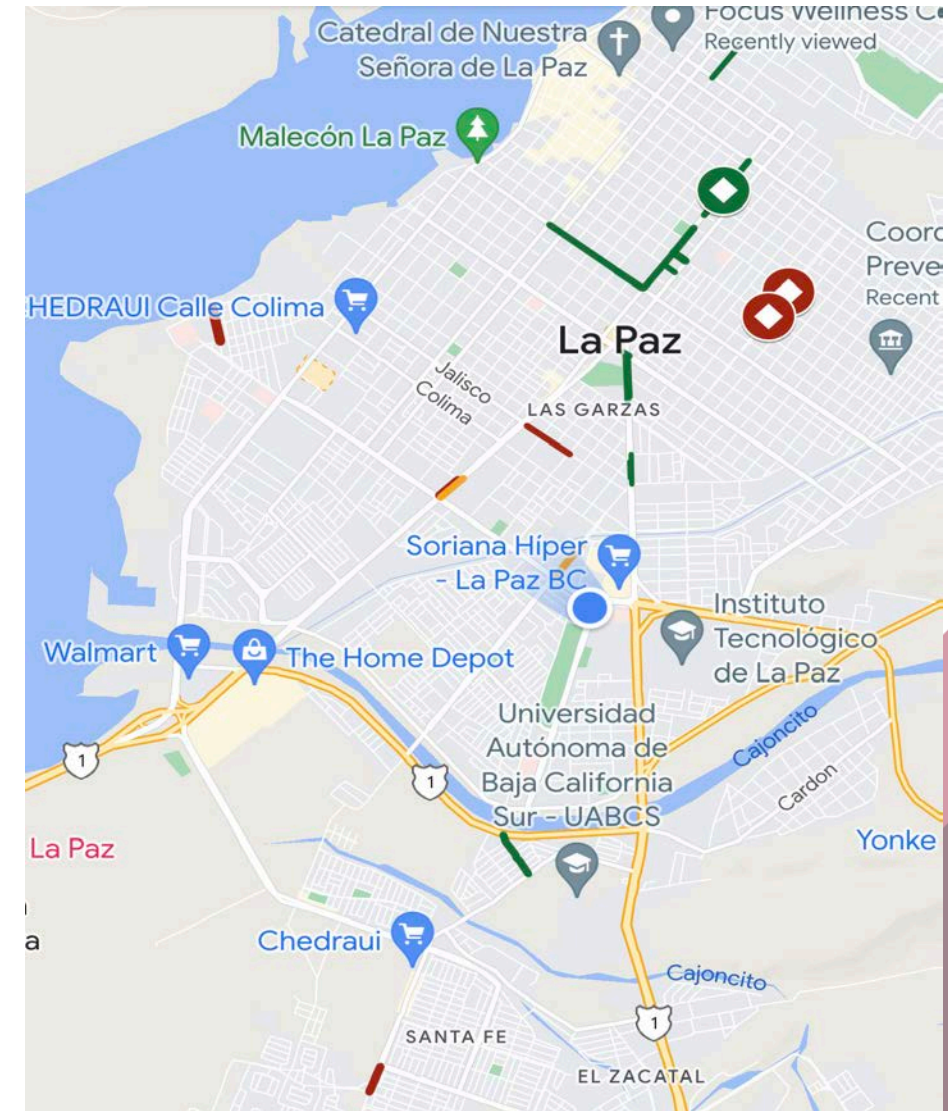 Focus Wellness C
Recently viewed
Catedral de Nuestra
Señora de La Paz
Malecón La Paz
Coord
Preve
Recent
HEDRAUI Calle Colima
La Paz
Jalisco
Colima
LAS GARZAS
Soriana Híper
- La Paz BC
Instituto
Tecnológico
de La Paz
Walmart
The Home Depot
Universidad
Autónoma de
Baja California
Sur - UABCS
Cajoncito
Cardon
1
1
Yonke
La Paz
a
Chedraui
Cajoncito
1
SANTA FE
EL ZACATAL